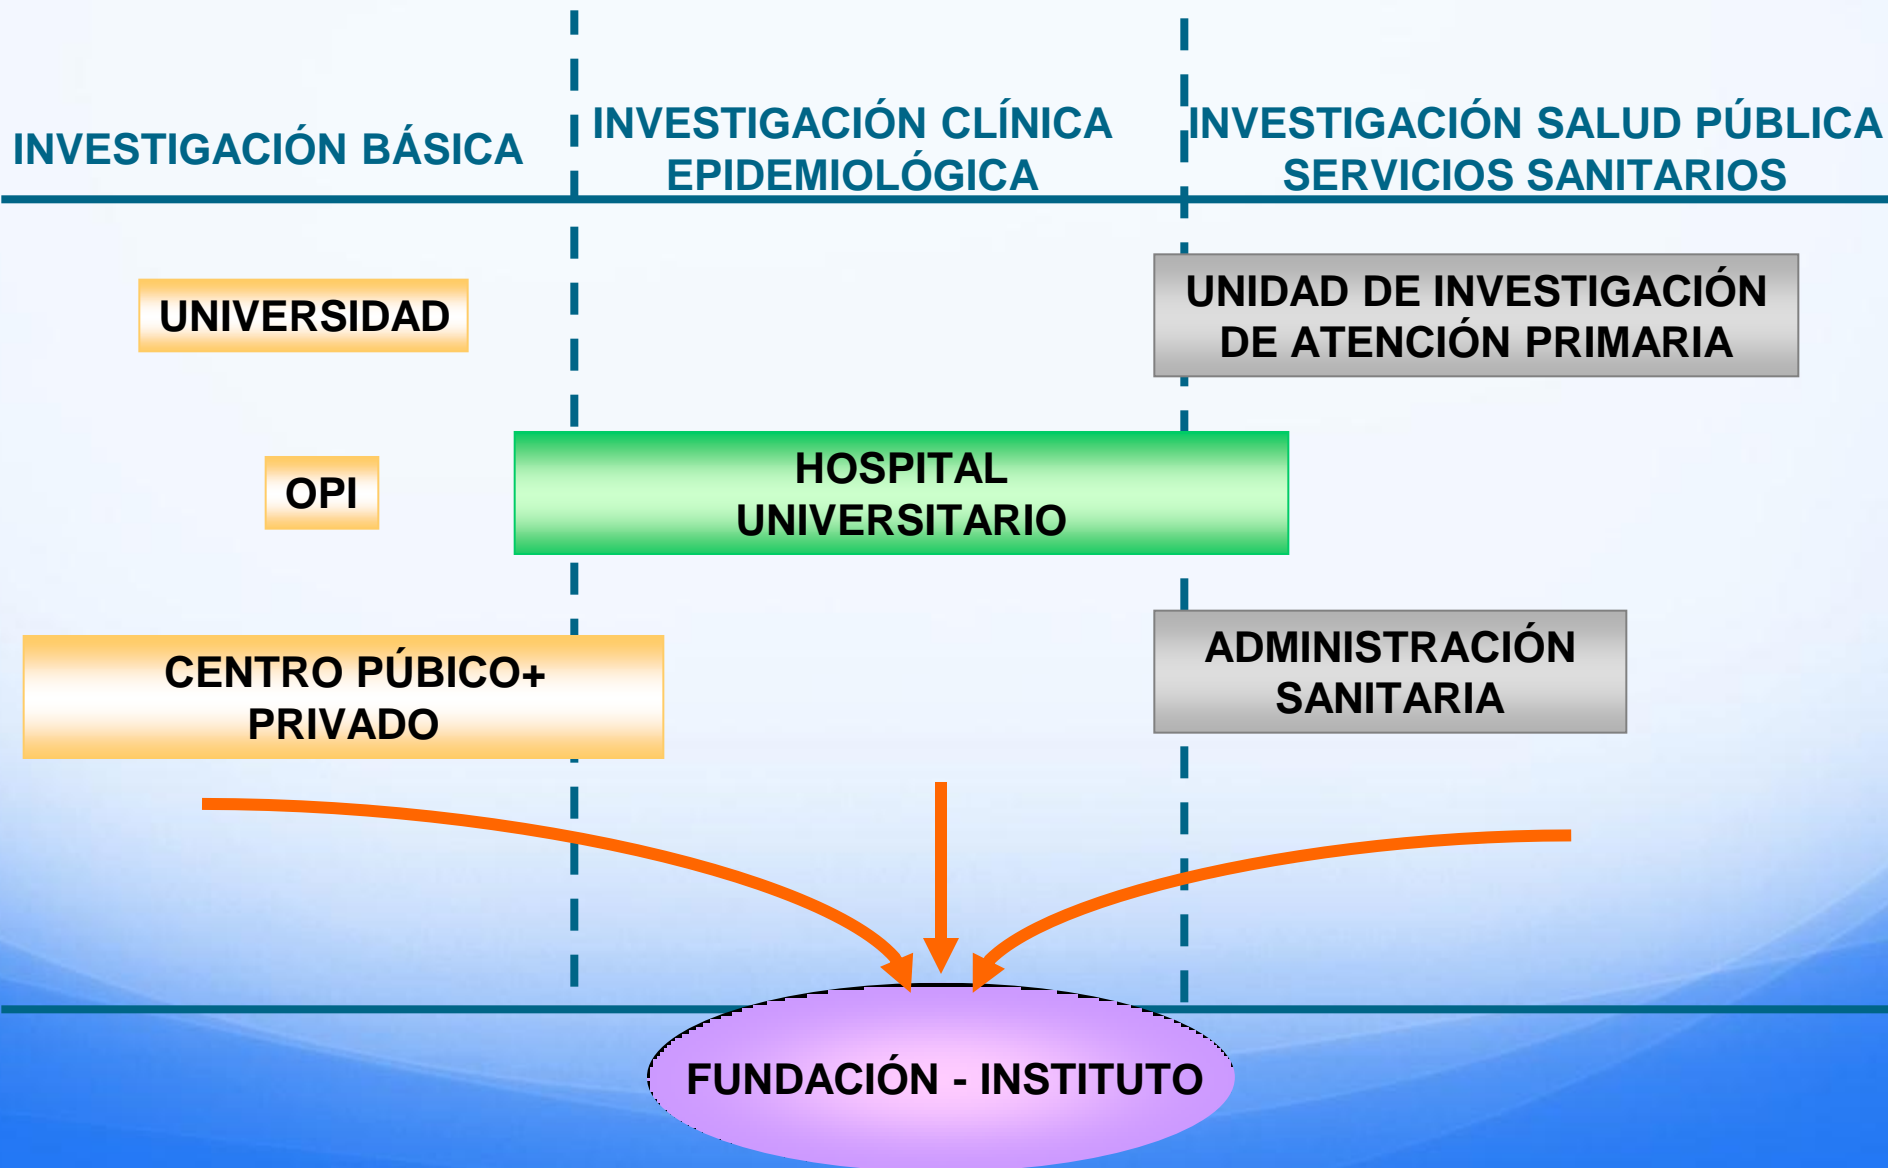 INVESTIGACIÓN BÁSICA
INVESTIGACIÓN CLÍNICA
EPIDEMIOLÓGICA
INVESTIGACIÓN SALUD PÚBLICA
SERVICIOS SANITARIOS
UNIVERSIDAD
UNIDAD DE INVESTIGACIÓN
DE ATENCIÓN PRIMARIA
OPI
HOSPITAL
UNIVERSITARIO
CENTRO PÚBICO+
PRIVADO
ADMINISTRACIÓN
SANITARIA
FUNDACIÓN - INSTITUTO